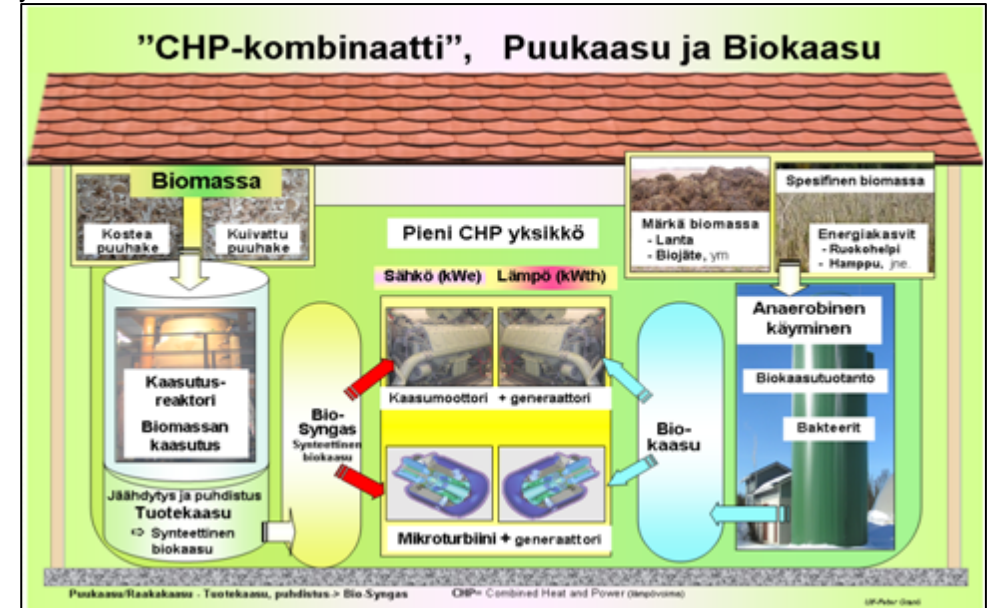 ”CHP-kombinaatti”, Puukaasu ja Biokaasu
Biomassa
Kostea
puuhake
Kuivattu
puuhake
Pieni CHP yksikkö
Sähkö (kWe) Lämpö (kWth)
Märkä biomassa
- Lanta
- Biojäte, ym
Spesifinen biomassa
Energiakasvit
- Ruokohelpi
- Hamppu, jne.
Kaasutus-
reaktori
Biomassan
kaasutus
Jäähdytys ja puhdistus
Tuotekaasu
⇨ Synteettinen
biokaasu
Bio-
Syngas
Synteettinen
biokaasu
Kaasumoottori + generaattori
Mikroturbiini + generaattori
Bio-
kaasu
Anaerobinen
käyminen
Biokaasutuotanto
Bakteerit
Puukaasu/Raakakaasu - Tuotekaasu, puhdistus-> Bio-Syngas
CHP= Combined Heat and Power (lämpövoima)
Ulf-Peter Granö